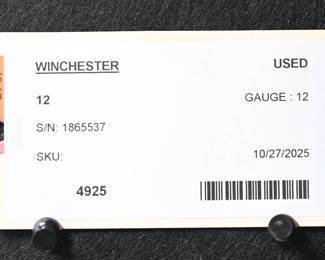 WINCHESTER USED
12 GAUGE : 12
S/N: 1865537
SKU: 10/27/2025
4925